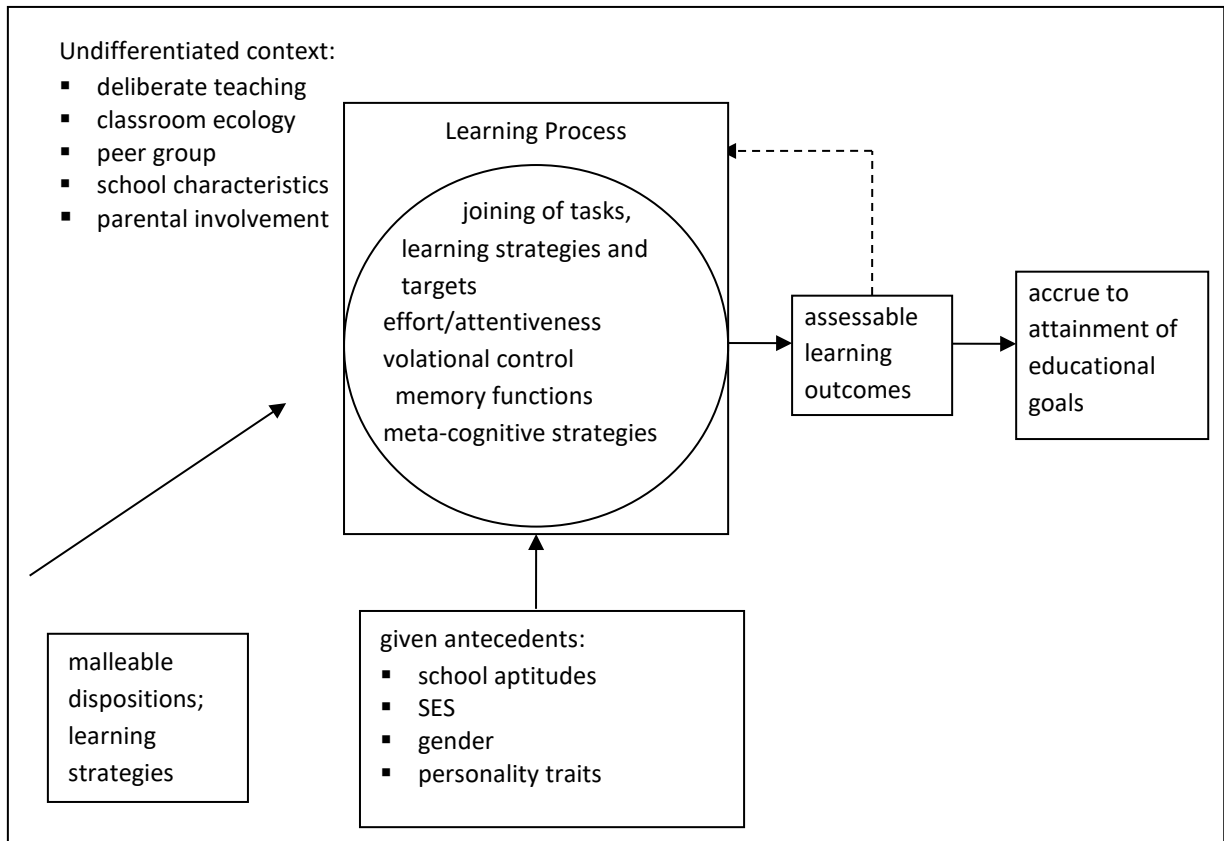 Undifferentiated context:
▪ deliberate teaching
▪ classroom ecology
▪ peer group
▪ school characteristics
▪ parental involvement
Learning Process
joining of tasks,
learning strategies and
targets
effort/attentiveness
volational control
memory functions
meta-cognitive strategies
assessable
learning
outcomes
accrue to
attainment of
educational
goals
malleable
dispositions;
learning
strategies
given antecedents:
▪ school aptitudes
▪ SES
▪ gender
▪ personality traits